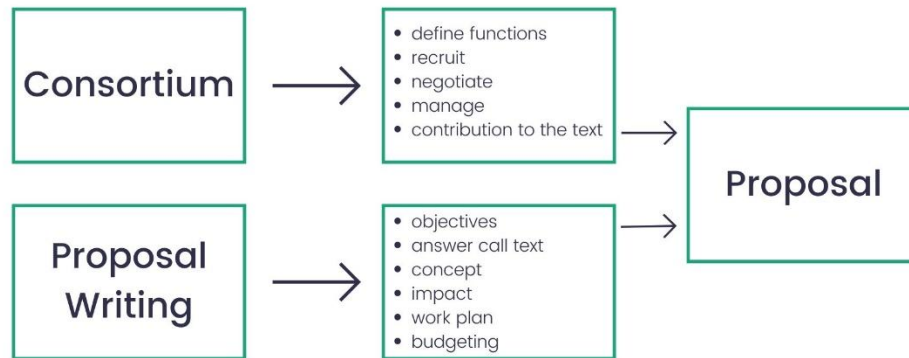 Consortium
• define functions
• recruit
• negotiate
• manage
• contribution to the text
Proposal
Writing
• objectives
• answer call text
• concept
• impact
• work plan
• budgeting
Proposal